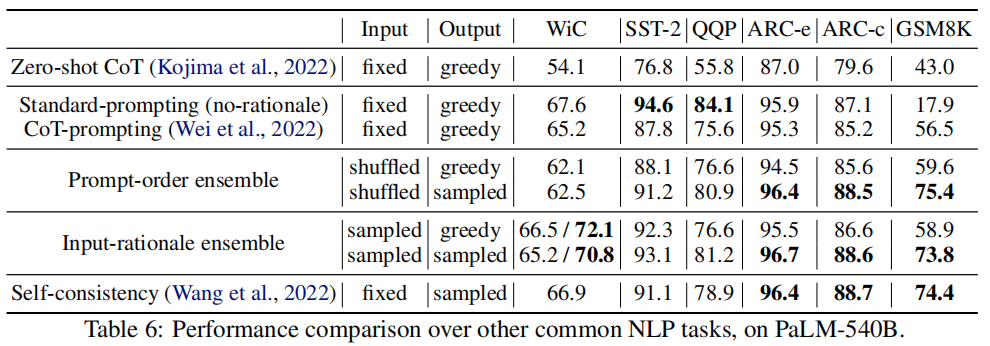 Input Output WiC SST-2 QQP ARC-e ARC-c GSM8K
Zero-shot CoT (Kojima et al., 2022) fixed greedy 54.1 76.8 55.8 87.0 79.6 43.0
Standard-prompting (no-rationale) fixed greedy 67.6 94.6 84.1 95.9 87.1 17.9
CoT-prompting (Wei et al., 2022) fixed greedy 65.2 87.8 75.6 95.3 85.2 56.5
Prompt-order ensemble shuffled greedy 62.1 88.1 76.6 94.5 85.6 59.6
shuffled sampled 62.5 91.2 80.9 96.4 88.5 75.4
Input-rationale ensemble sampled greedy 66.5 / 72.1 92.3 76.6 95.5 86.6 58.9
sampled sampled 65.2 / 70.8 93.1 81.2 96.7 88.6 73.8
Self-consistency (Wang et al., 2022) fixed sampled 66.9 91.1 78.9 96.4 88.7 74.4
Table 6: Performance comparison over other common NLP tasks, on PaLM-540B.